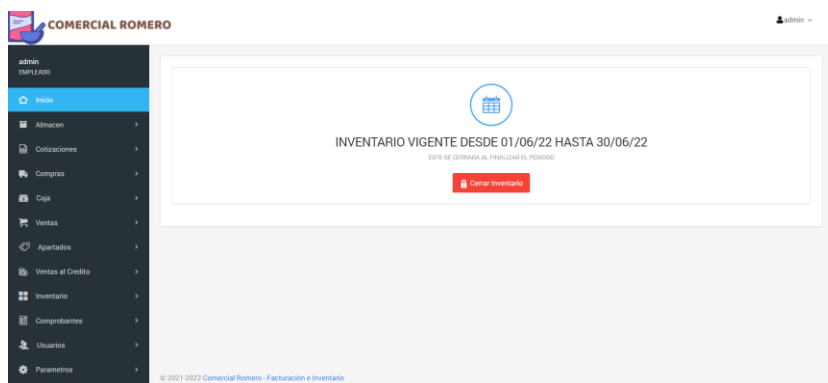 COMERCIAL ROMERO
admin
admin
EMPLEADO
Inicio
Almacen
Cotizaciones
Compras
Caja
Ventas
Apartados
Ventas al Credito
Inventario
Comprobantes
Usuarios
Parametros
INVENTARIO VIGENTE DESDE 01/06/22 HASTA 30/06/22
ESTE SE CERRARA AL FINALIZAR EL PERIODO
Cerrar Inventario
© 2021-2022 Comercial Romero - Facturación e Inventario